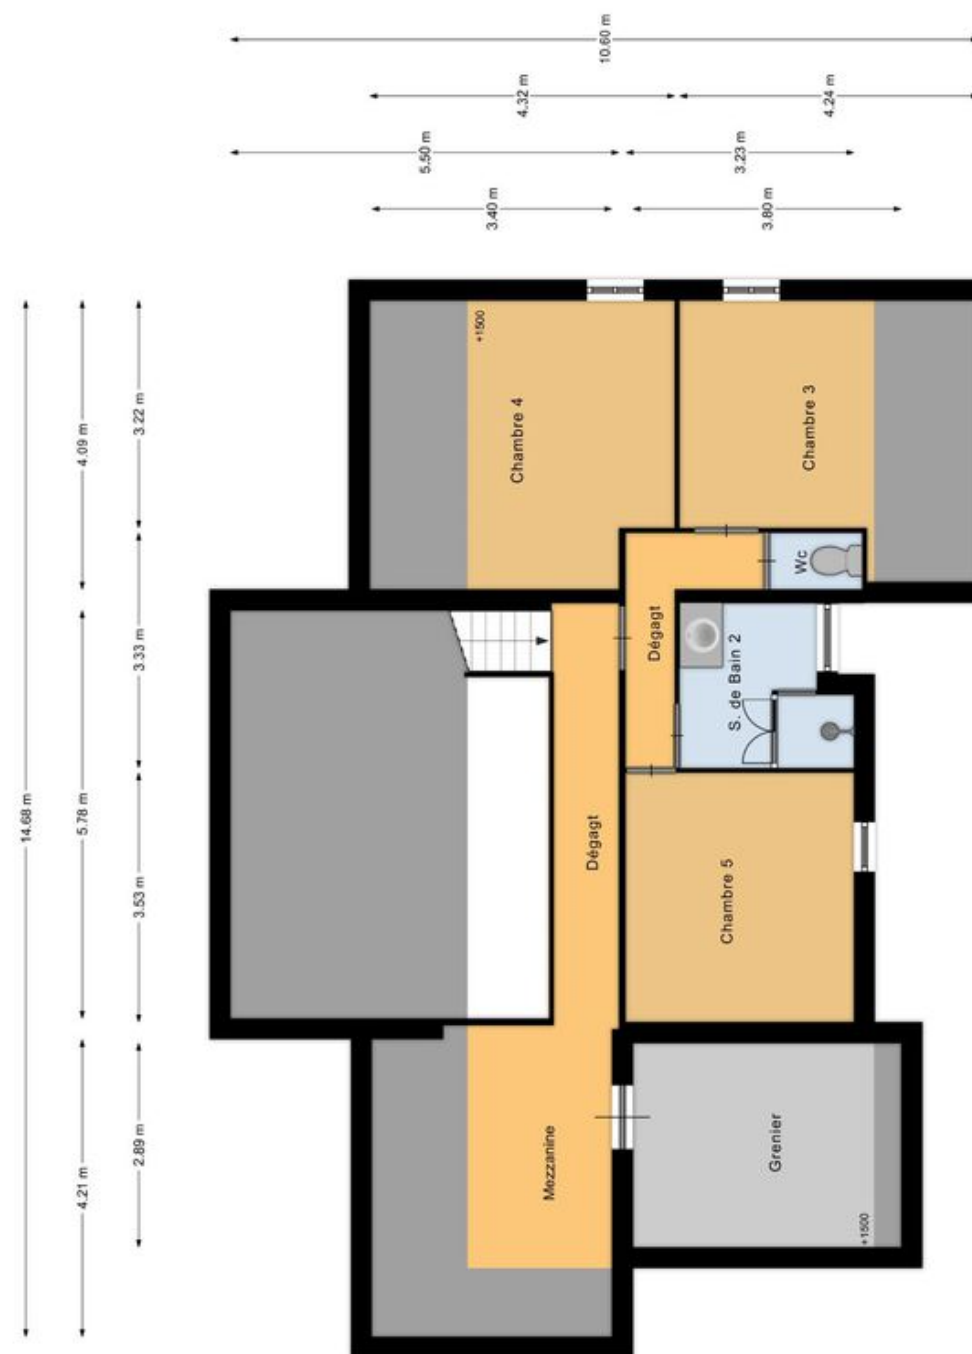 10.60 m
4.32 m
4.24 m
5.50 m
3.23 m
3.40 m
3.80 m
14.68 m
4.09 m
5.78 m
4.21 m
3.22 m
3.33 m
3.53 m
2.89 m
+1500
Chambre 4
Chambre 3
Wc
Dégagt
S. de Bain 2
Dégagt
Chambre 5
Mezzanine
Grenier
+1500